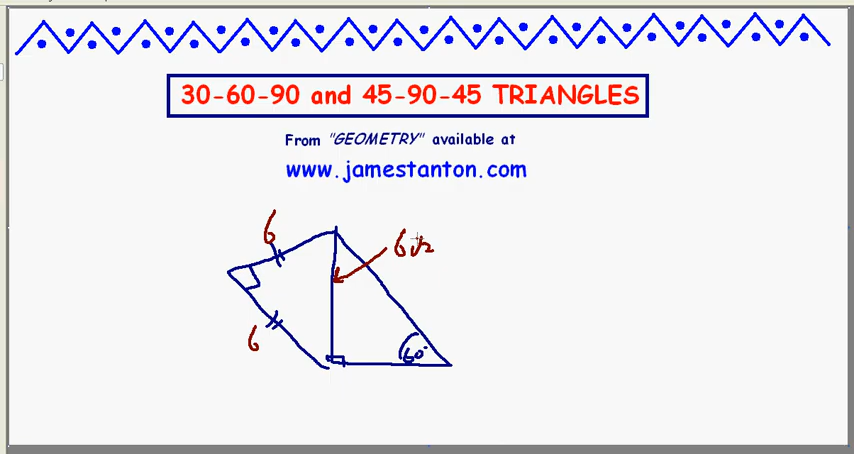 30-60-90 and 45-90-45 TRIANGLES
From "GEOMETRY" available at
www.jamestanton.com
6
6√2
6
60°